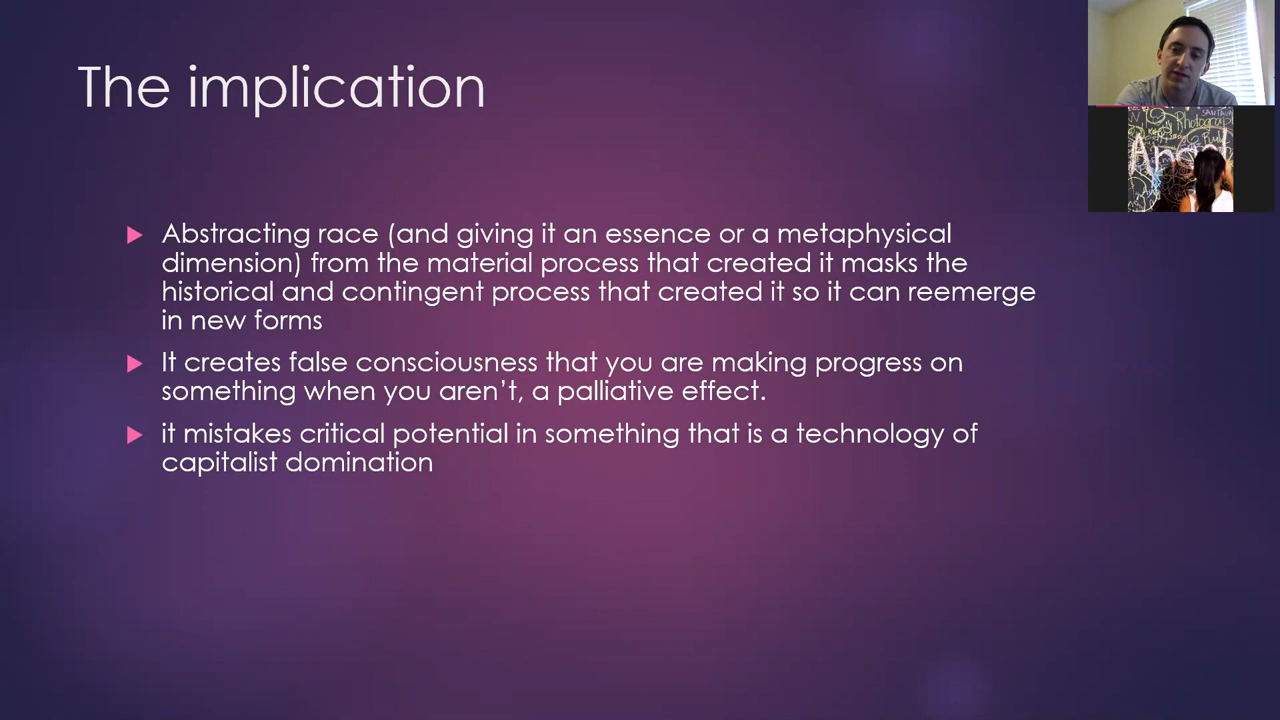 The implication
Abstracting race (and giving it an essence or a metaphysical
dimension) from the material process that created it masks the
historical and contingent process that created it so it can reemerge
in new forms
It creates false consciousness that you are making progress on
something when you aren't, a palliative effect.
it mistakes critical potential in something that is a technology of
capitalist domination
Photograph